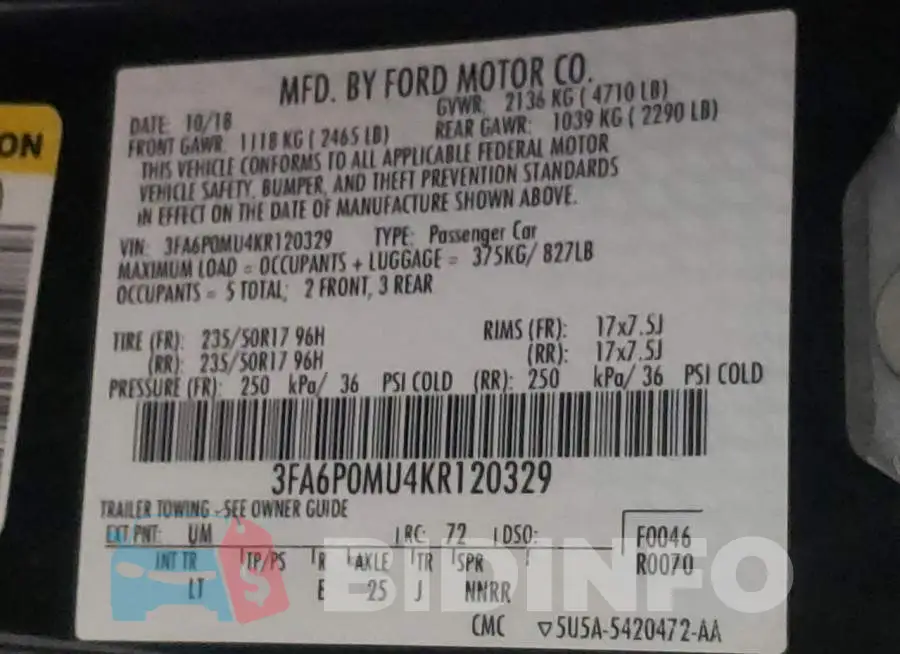 ON
MFD. BY FORD MOTOR CO.
DATE: 10/18 GVWR: 2136 KG ( 4710 LB)
FRONT GAWR: 1118 KG ( 2465 LB) REAR GAWR: 1039 KG ( 2290 LB)
THIS VEHICLE CONFORMS TO ALL APPLICABLE FEDERAL MOTOR
VEHICLE SAFETY, BUMPER, AND THEFT PREVENTION STANDARDS
IN EFFECT ON THE DATE OF MANUFACTURE SHOWN ABOVE.
VIN: 3FA6P0MU4KR120329 TYPE: Passenger Car
MAXIMUM LOAD = OCCUPANTS + LUGGAGE = 375KG/ 827LB
OCCUPANTS = 5 TOTAL; 2 FRONT, 3 REAR
TIRE (FR): 235/50R17 96H RIMS (FR): 17x7.5J
(RR): 235/50R17 96H (RR): 17x7.5J
PRESSURE (FR): 250 kPa/ 36 PSI COLD (RR): 250 kPa/ 36 PSI COLD
3FA6P0MU4KR120329
TRAILER TOWING - SEE OWNER GUIDE
EXT PNT: UM RC: 72 DSO: F0046
INT TR TP/PS R AXLE TR SPR R0070
LT E 25 J NNRR
CMC ▽5U5A-5420472-AA
$ BIDINFO